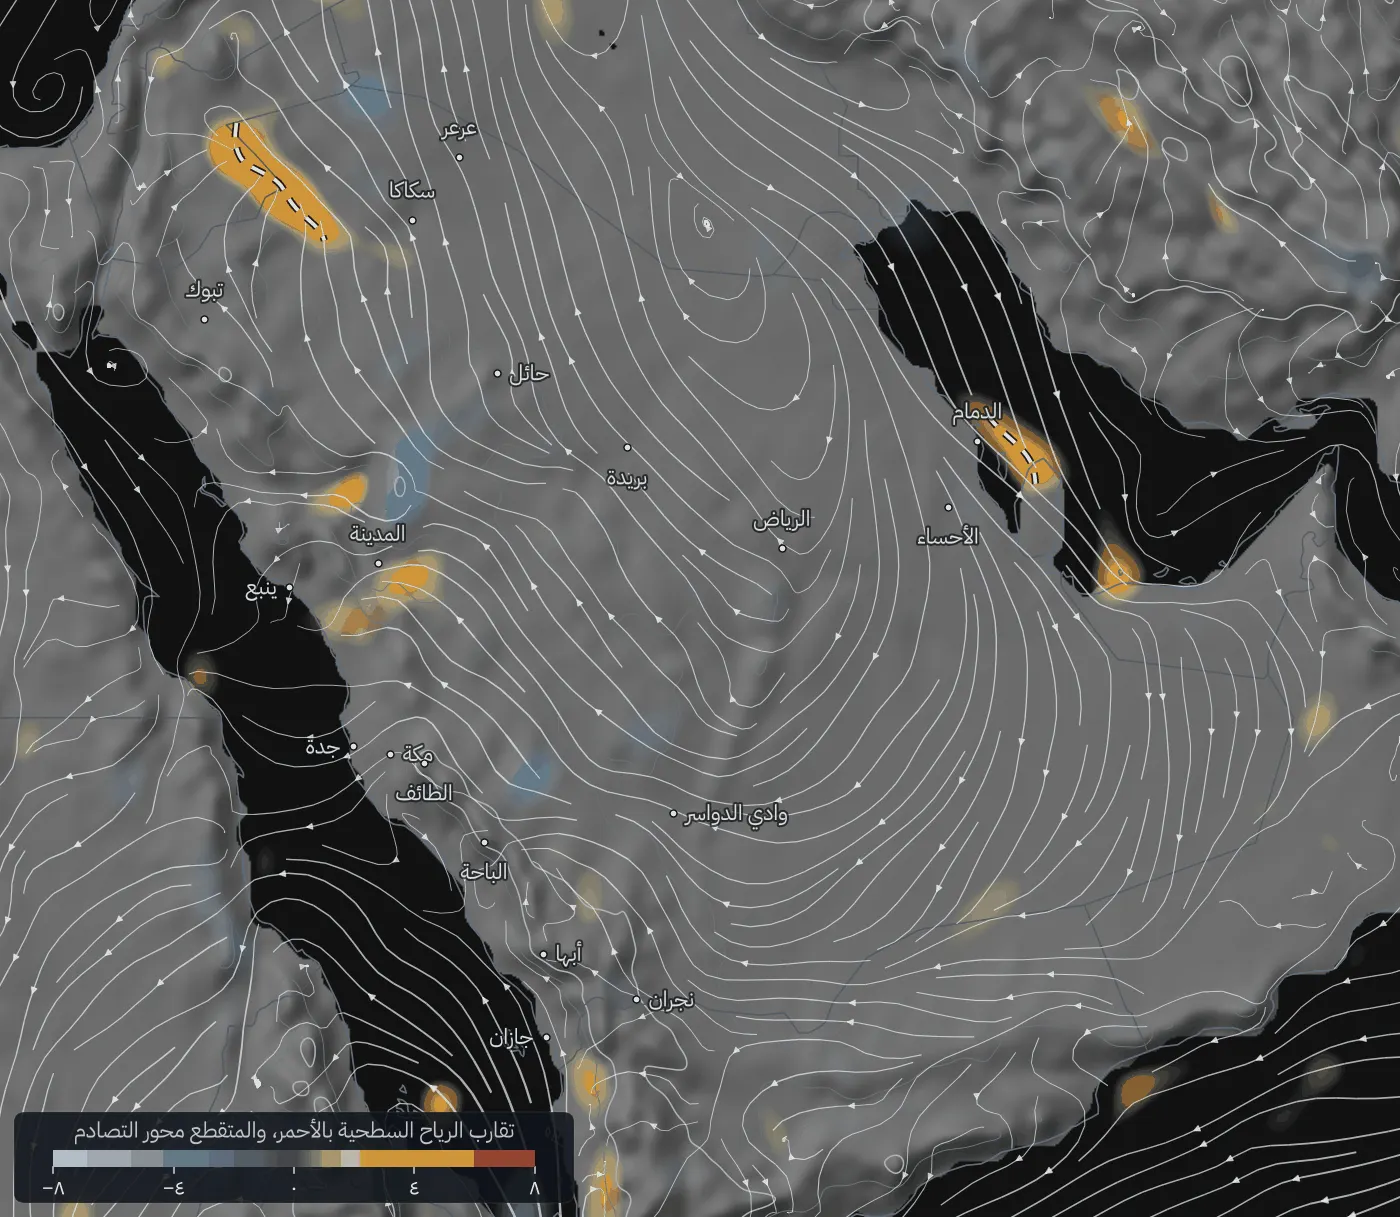 عرعر
سكاكا
تبوك
حائل
الدمام
بريدة
الرياض
الأحساء
المدينة
ينبع
جدة
مكة
الطائف
وادي الدواسر
الباحة
أبها
نجران
جازان
تقارب الرياح السطحية بالأحمر، والمتقطع محور التصادم
−٨ −٤ ٠ ٤ ٨